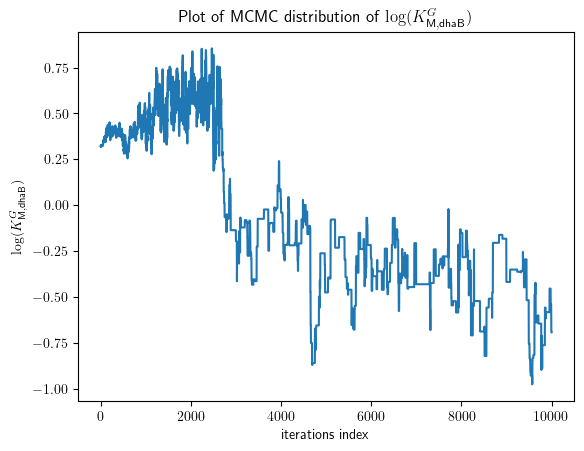 Plot of MCMC distribution of log(K^G_M,dhaB)
0.75
0.50
0.25
0.00
−0.25
−0.50
−0.75
−1.00
log(K^G_M,dhaB)
0 2000 4000 6000 8000 10000
iterations index